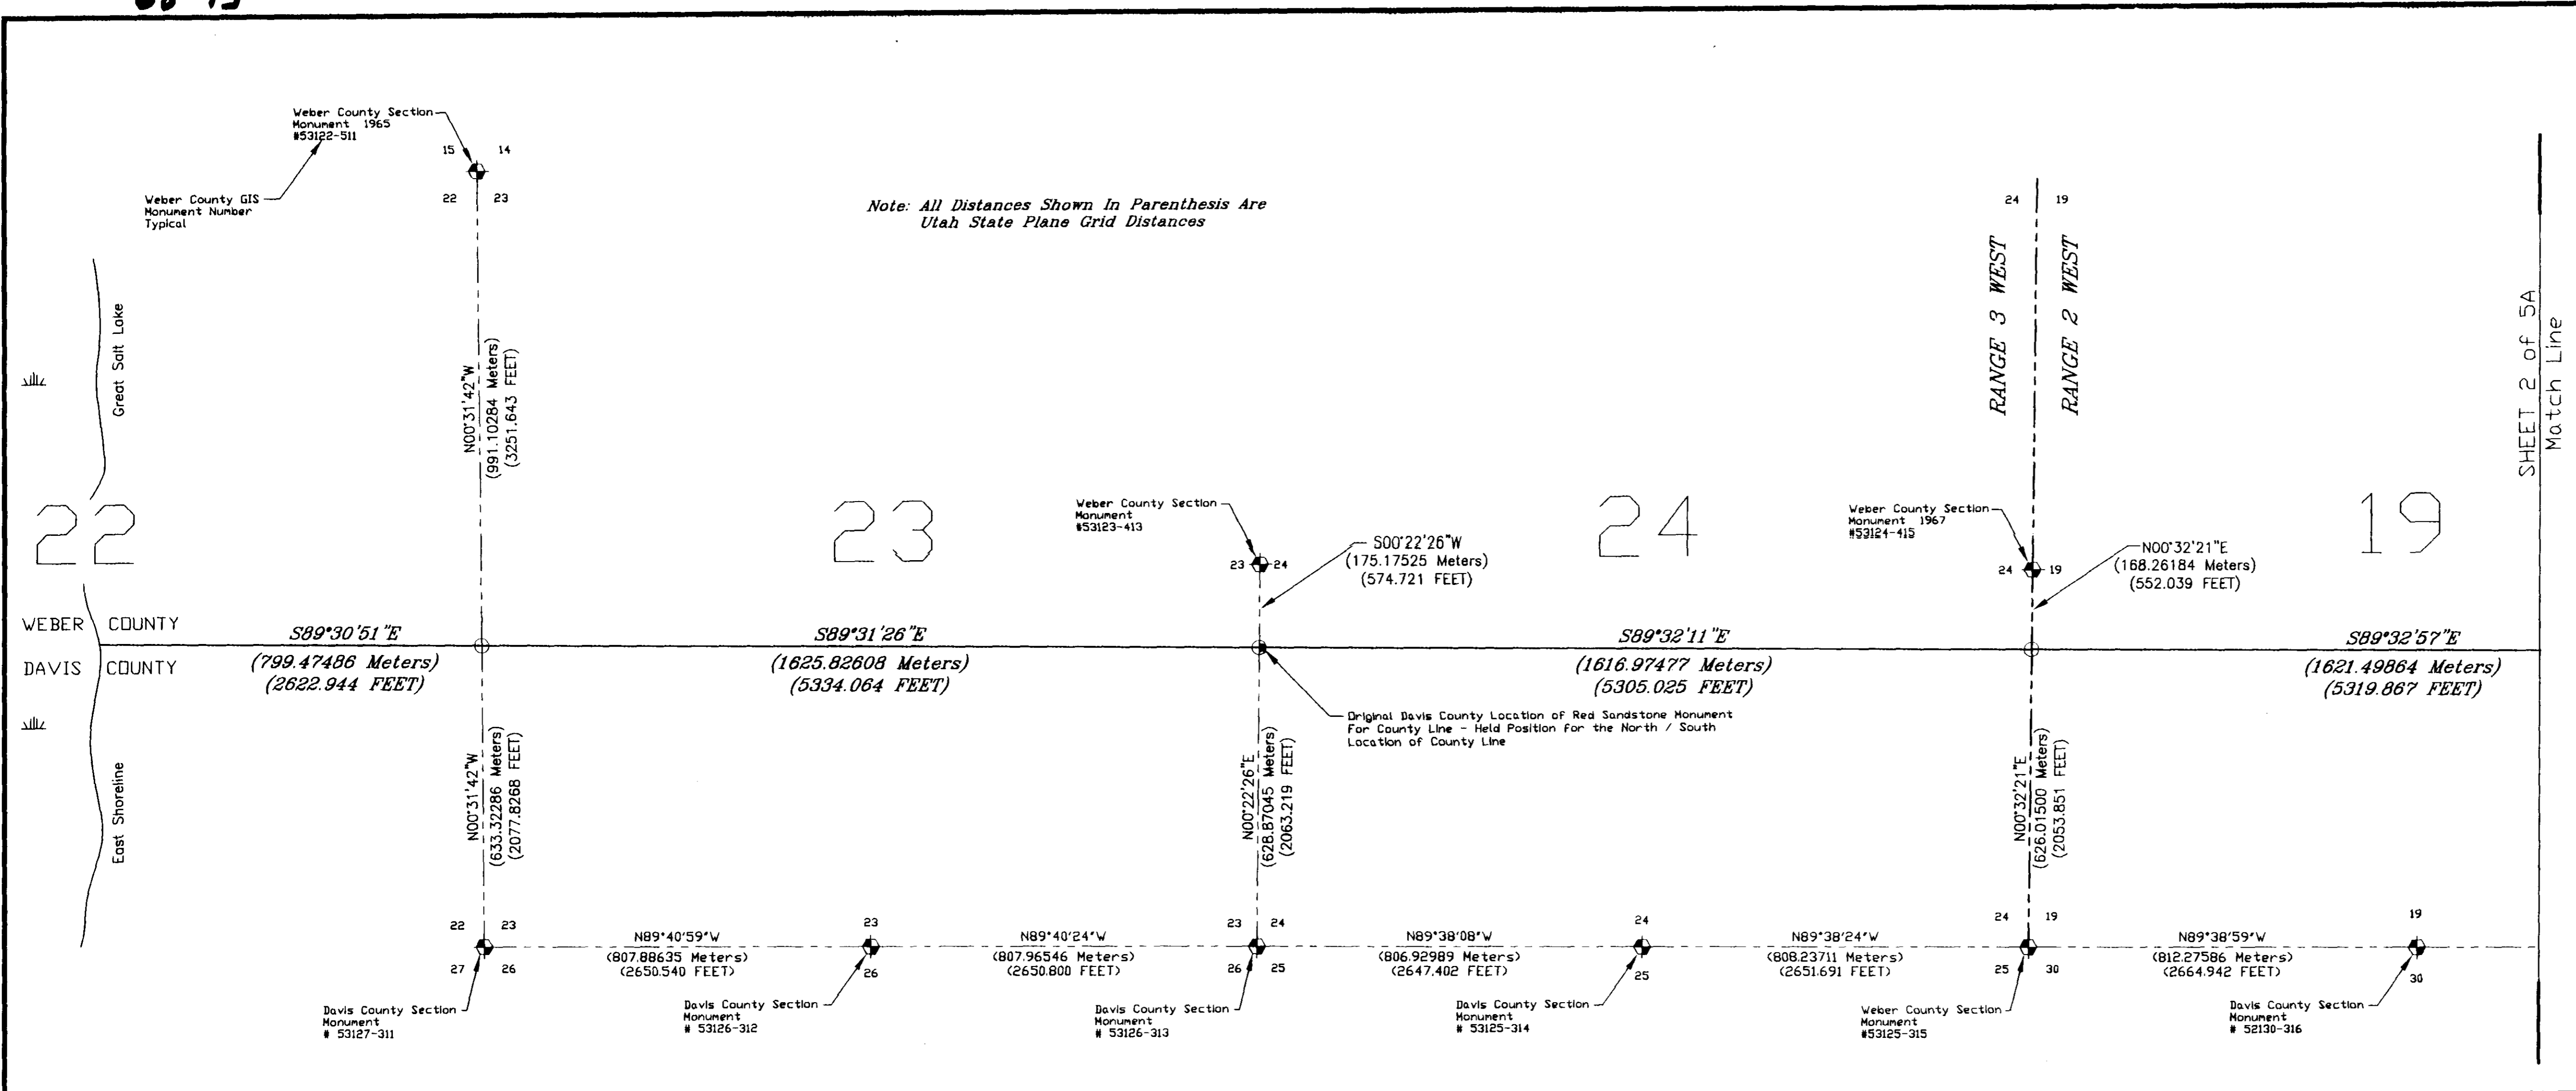 Weber County Section
Monument 1965
#53122-511
15 14
22 23
Weber County GIS
Monument Number
Typical
Note: All Distances Shown In Parenthesis Are
Utah State Plane Grid Distances
24 19
RANGE 3 WEST
RANGE 2 WEST
SHEET 2 of 5A
Match Line
Great Salt Lake
N00°31'42"W
(991.10284 Meters)
(3251.643 FEET)
22
23
24
19
Weber County Section
Monument
#53123-413
23 24
S00°22'26"W
(175.17525 Meters)
(574.721 FEET)
Weber County Section
Monument 1967
#53124-415
24 19
N00°32'21"E
(168.26184 Meters)
(552.039 FEET)
WEBER COUNTY
DAVIS COUNTY
S89°30'51"E
(799.47486 Meters)
(2622.944 FEET)
S89°31'26"E
(1625.82608 Meters)
(5334.064 FEET)
S89°32'11"E
(1616.97477 Meters)
(5305.025 FEET)
S89°32'57"E
(1621.49864 Meters)
(5319.867 FEET)
Original Davis County Location of Red Sandstone Monument
For County Line - Held Position for the North / South
Location of County Line
East Shoreline
N00°31'42"W
(633.32286 Meters)
(2077.8268 FEET)
N00°22'26"E
(628.87045 Meters)
(2063.219 FEET)
N00°32'21"E
(626.01500 Meters)
(2053.851 FEET)
22 23
27 26
N89°40'59"W
(807.88635 Meters)
(2650.540 FEET)
23
26
N89°40'24"W
(807.96546 Meters)
(2650.800 FEET)
23 24
26 25
N89°38'08"W
(806.92989 Meters)
(2647.402 FEET)
24
25
N89°38'24"W
(808.23711 Meters)
(2651.691 FEET)
24 19
25 30
N89°38'59"W
(812.27586 Meters)
(2664.942 FEET)
19
30
Davis County Section
Monument
# 53127-311
Davis County Section
Monument
# 53126-312
Davis County Section
Monument
# 53126-313
Davis County Section
Monument
# 53125-314
Weber County Section
Monument
#53125-315
Davis County Section
Monument
# 52130-316